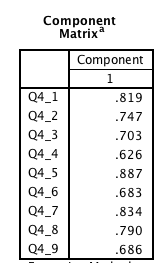 Component
Matrixa
Component
1
Q4_1 .819
Q4_2 .747
Q4_3 .703
Q4_4 .626
Q4_5 .887
Q4_6 .683
Q4_7 .834
Q4_8 .790
Q4_9 .686